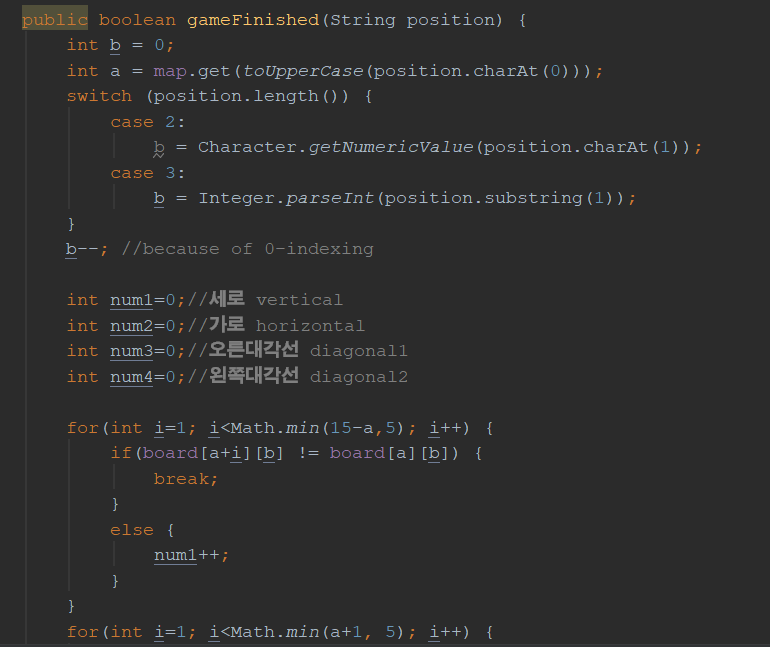 public boolean gameFinished(String position) {
int b = 0;
int a = map.get(toUpperCase(position.charAt(0)));
switch (position.length()) {
case 2:
b = Character.getNumericValue(position.charAt(1));
case 3:
b = Integer.parseInt(position.substring(1));
}
b--; //because of 0-indexing
int num1=0;//세로 vertical
int num2=0;//가로 horizontal
int num3=0;//오른대각선 diagonal1
int num4=0;//왼쪽대각선 diagonal2
for(int i=1; i<Math.min(15-a,5); i++) {
if(board[a+i][b] != board[a][b]) {
break;
}
else {
num1++;
}
}
for(int i=1; i<Math.min(a+1, 5); i++) {